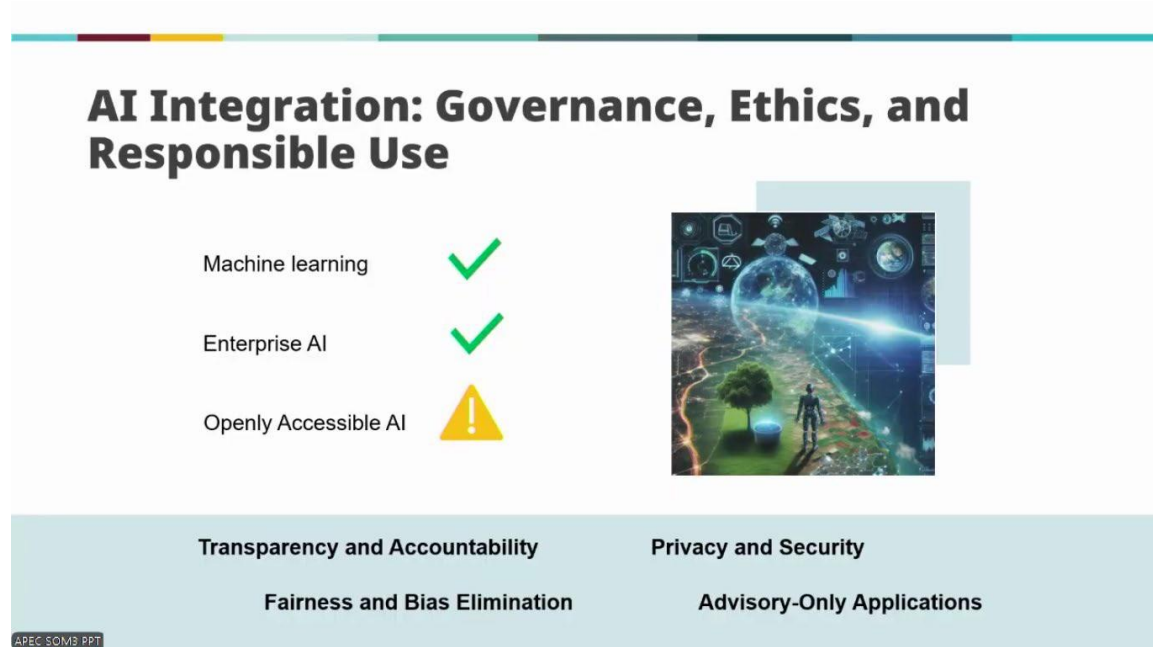 AI Integration: Governance, Ethics, and
Responsible Use
Machine learning
Enterprise AI
Openly Accessible AI
Transparency and Accountability
Privacy and Security
Fairness and Bias Elimination
Advisory-Only Applications
APEC SOM3 PPT